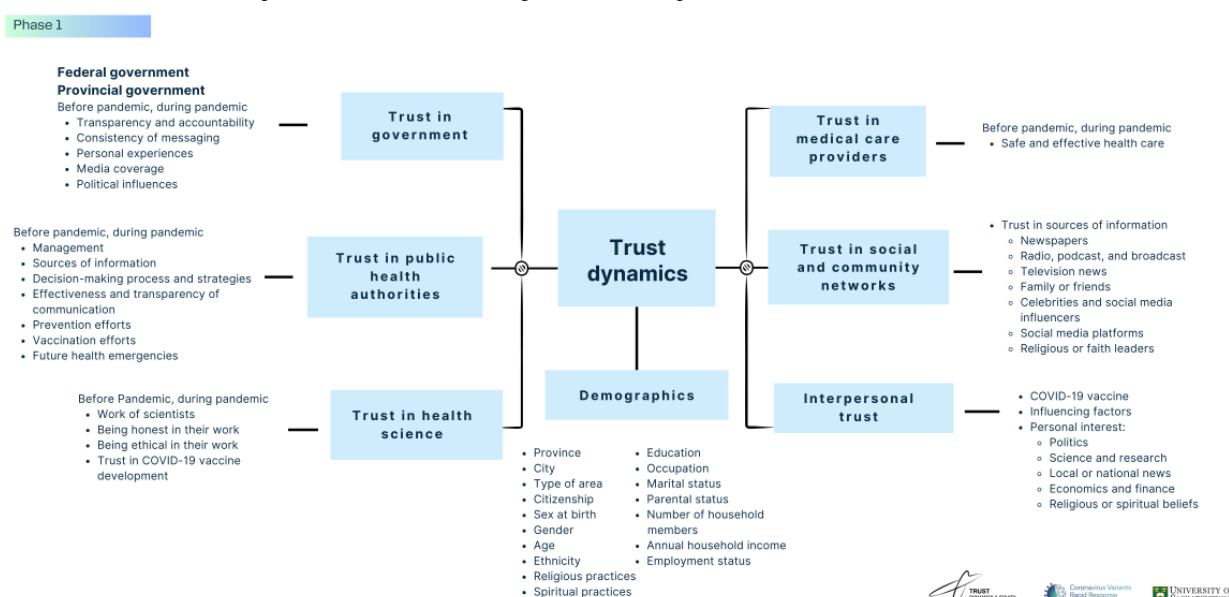 Phase 1
Federal government
Provincial government
Before pandemic, during pandemic
• Transparency and accountability
• Consistency of messaging
• Personal experiences
• Media coverage
• Political influences
Trust in
government
Before pandemic, during pandemic
• Management
• Sources of information
• Decision-making process and strategies
• Effectiveness and transparency of
communication
• Prevention efforts
• Vaccination efforts
• Future health emergencies
Trust in public
health
authorities
Before Pandemic, during pandemic
• Work of scientists
• Being honest in their work
• Being ethical in their work
• Trust in COVID-19 vaccine
development
Trust in health
science
Trust
dynamics
Demographics
• Province
• City
• Type of area
• Citizenship
• Sex at birth
• Gender
• Age
• Ethnicity
• Religious practices
• Spiritual practices
• Education
• Occupation
• Marital status
• Parental status
• Number of household
members
• Annual household income
• Employment status
Trust in
medical care
providers
Before pandemic, during pandemic
• Safe and effective health care
Trust in social
and community
networks
• Trust in sources of information
◦ Newspapers
◦ Radio, podcast, and broadcast
◦ Television news
◦ Family or friends
◦ Celebrities and social media
influencers
◦ Social media platforms
◦ Religious or faith leaders
Interpersonal
trust
• COVID-19 vaccine
• Influencing factors
• Personal interest:
◦ Politics
◦ Science and research
◦ Local or national news
◦ Economics and finance
◦ Religious or spiritual beliefs
TRUST
Coronavirus Variants
Rapid Response
UNIVERSITY OF